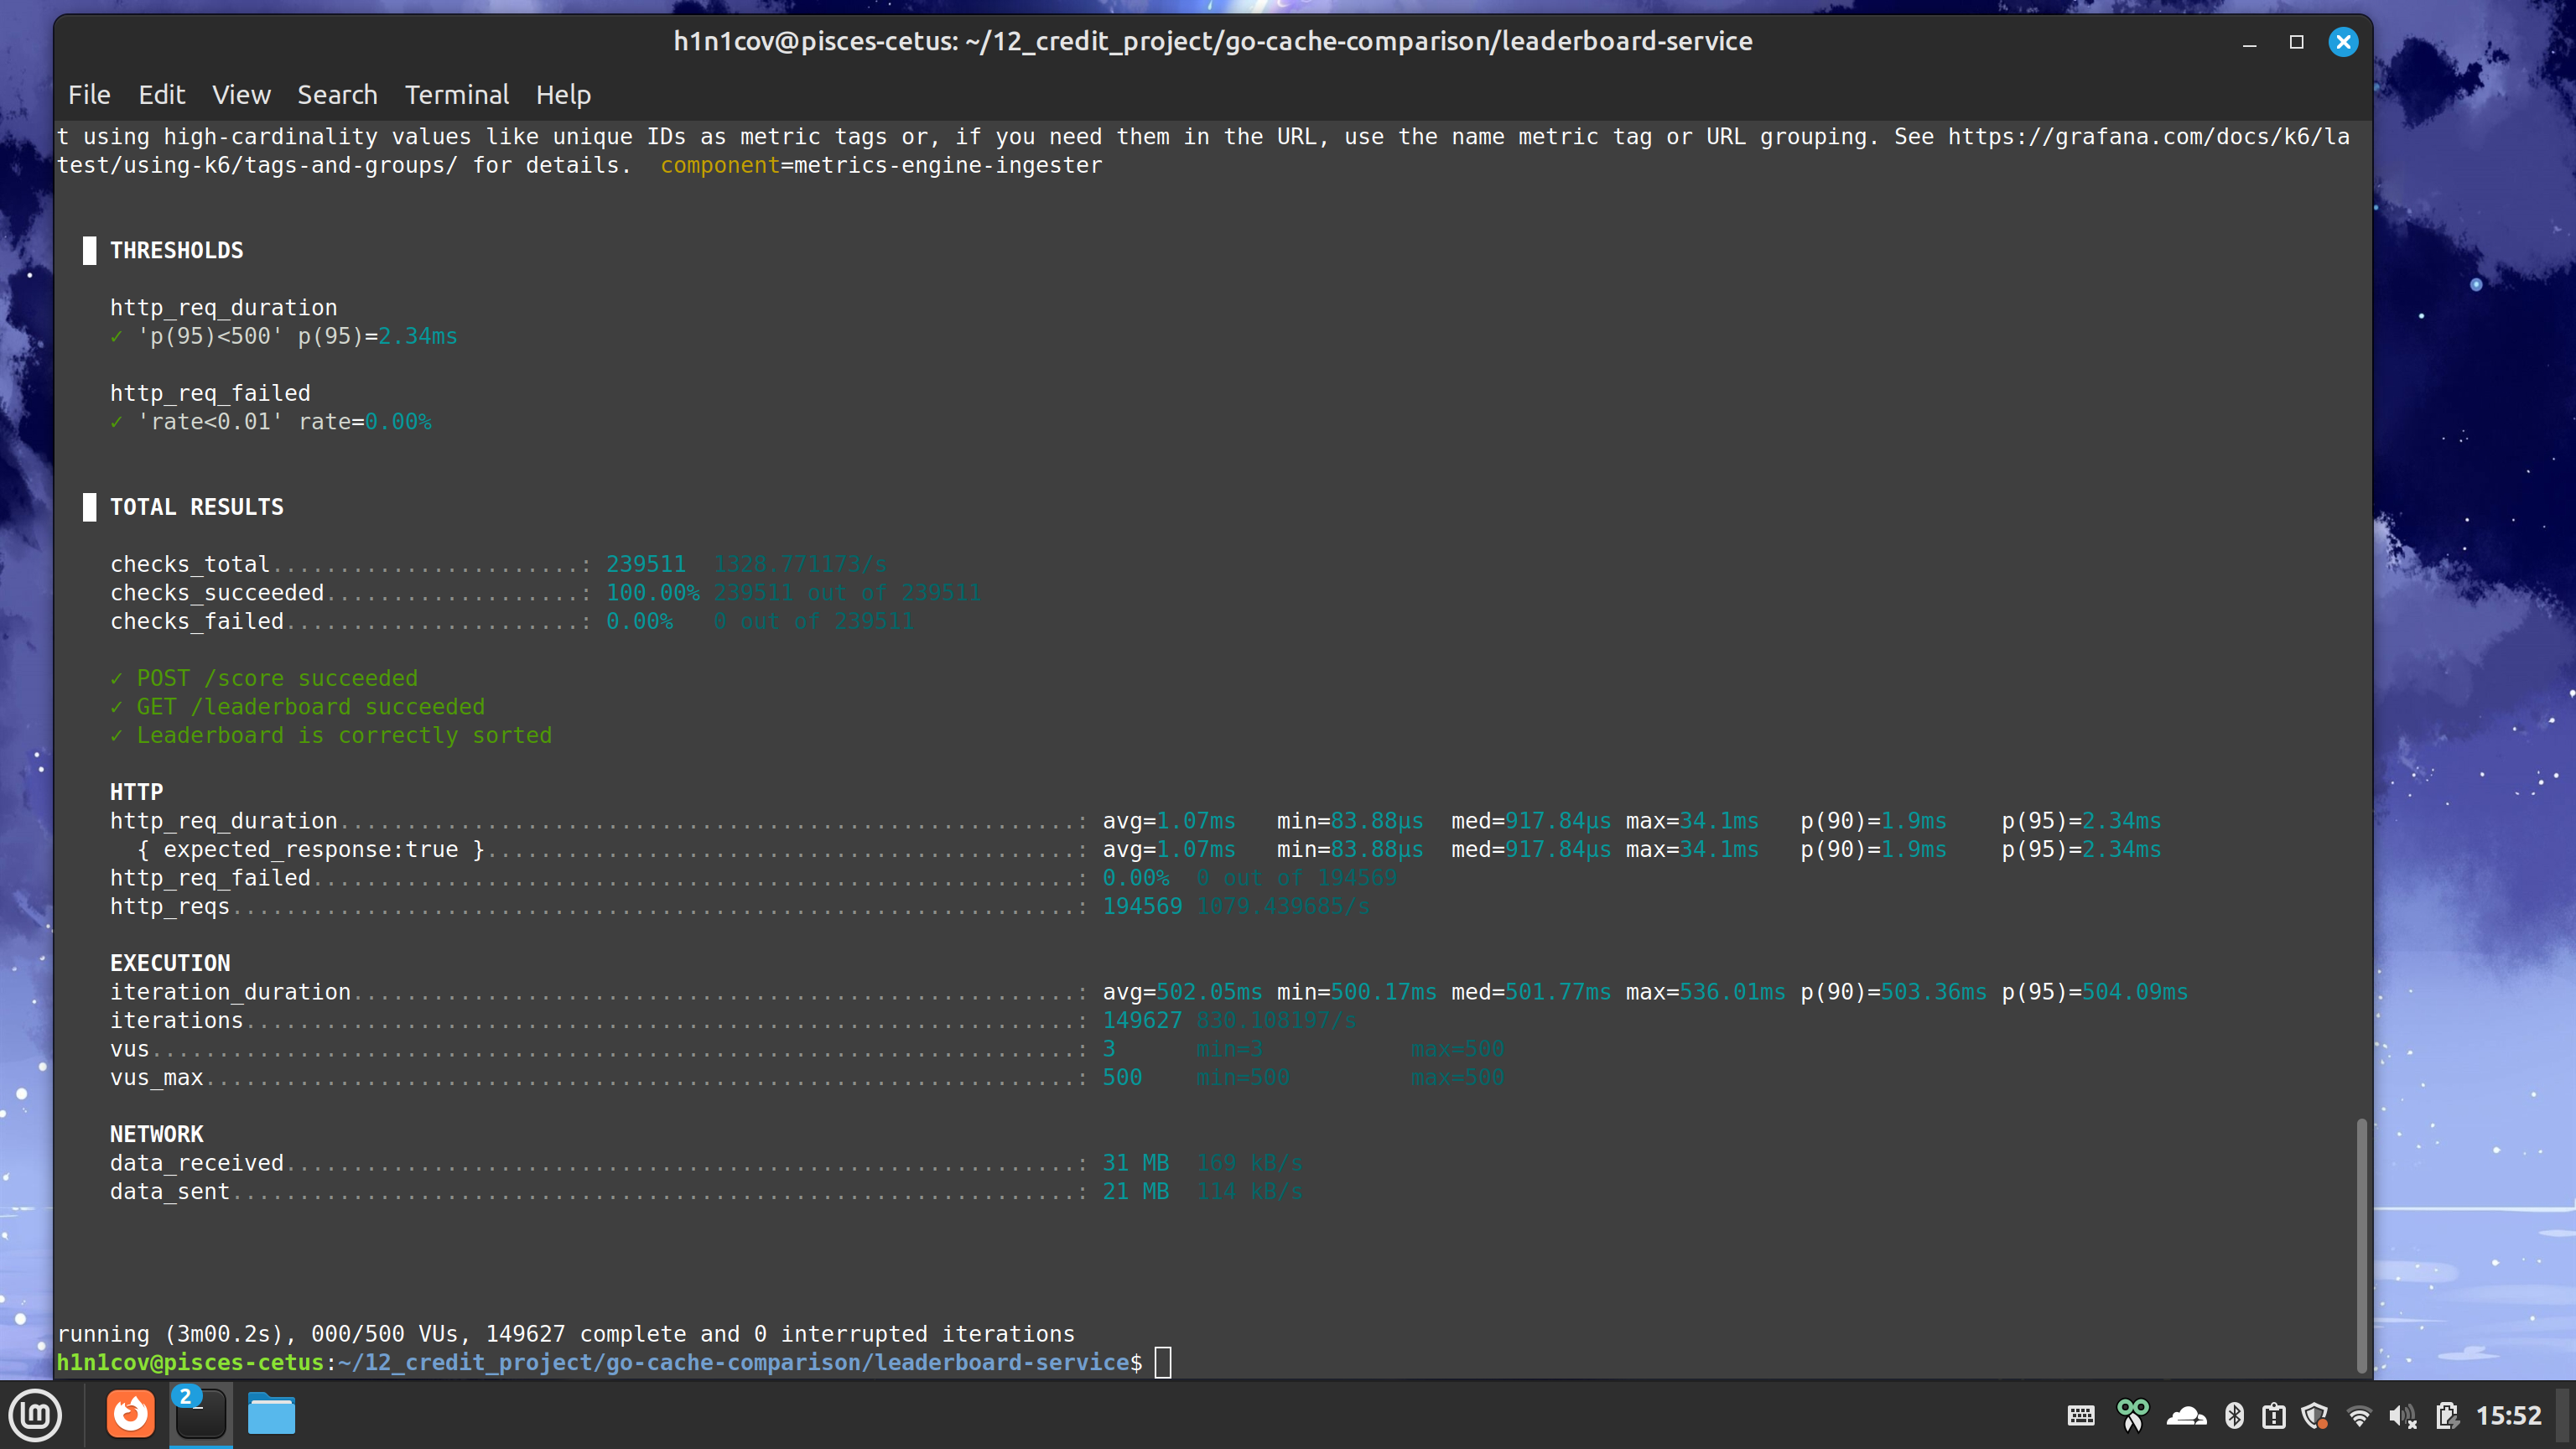 h1n1cov@pisces-cetus: ~/12_credit_project/go-cache-comparison/leaderboard-service
File Edit View Search Terminal Help
t using high-cardinality values like unique IDs as metric tags or, if you need them in the URL, use the name metric tag or URL grouping. See https://grafana.com/docs/k6/la
test/using-k6/tags-and-groups/ for details.  component=metrics-engine-ingester
THRESHOLDS
http_req_duration
✓ 'p(95)<500' p(95)=2.34ms
http_req_failed
✓ 'rate<0.01' rate=0.00%
TOTAL RESULTS
checks_total.......................: 239511  1328.771173/s
checks_succeeded...................: 100.00% 239511 out of 239511
checks_failed......................: 0.00%   0 out of 239511
✓ POST /score succeeded
✓ GET /leaderboard succeeded
✓ Leaderboard is correctly sorted
HTTP
http_req_duration.......................................................: avg=1.07ms   min=83.88µs  med=917.84µs max=34.1ms   p(90)=1.9ms    p(95)=2.34ms
{ expected_response:true }............................................: avg=1.07ms   min=83.88µs  med=917.84µs max=34.1ms   p(90)=1.9ms    p(95)=2.34ms
http_req_failed.........................................................: 0.00%  0 out of 194569
http_reqs...............................................................: 194569 1079.439685/s
EXECUTION
iteration_duration......................................................: avg=502.05ms min=500.17ms med=501.77ms max=536.01ms p(90)=503.36ms p(95)=504.09ms
iterations..............................................................: 149627 830.108197/s
vus.....................................................................: 3      min=3           max=500
vus_max.................................................................: 500    min=500         max=500
NETWORK
data_received...........................................................: 31 MB  169 kB/s
data_sent...............................................................: 21 MB  114 kB/s
running (3m00.2s), 000/500 VUs, 149627 complete and 0 interrupted iterations
h1n1cov@pisces-cetus:~/12_credit_project/go-cache-comparison/leaderboard-service$
2
15:52